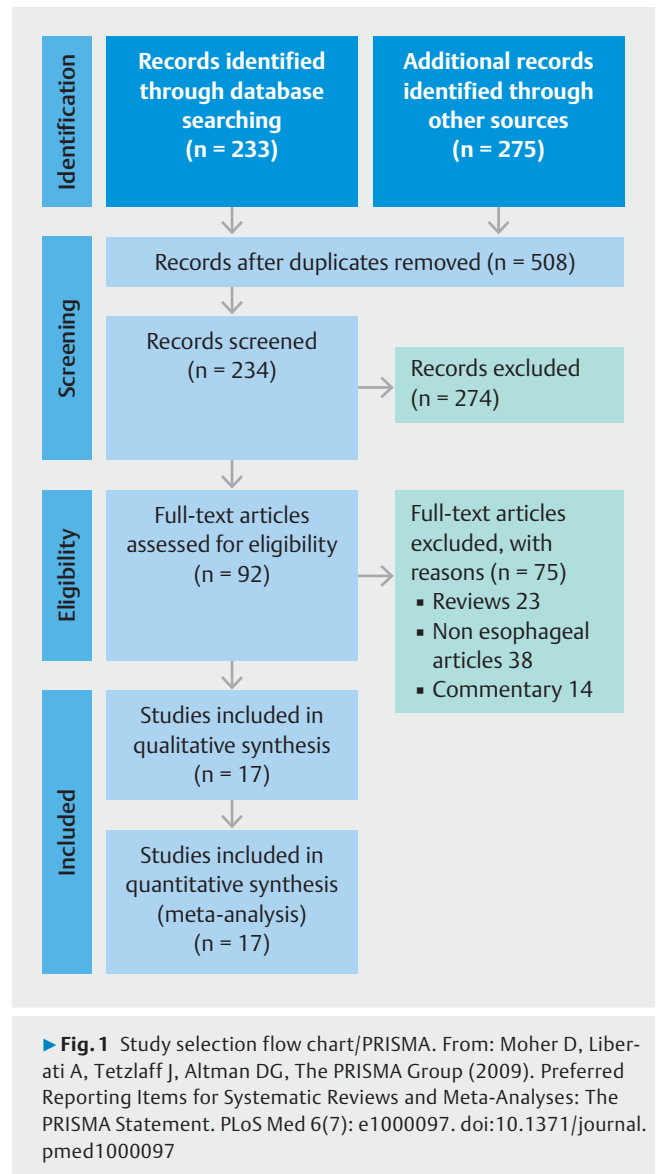 Identification
Records identified
through database
searching
(n = 233)
Additional records
identified through
other sources
(n = 275)
Screening
Records after duplicates removed (n = 508)
Records screened
(n = 234)
Records excluded
(n = 274)
Eligibility
Full-text articles
assessed for eligibility
(n = 92)
Full-text articles
excluded, with
reasons (n = 75)
▪ Reviews 23
▪ Non esophageal
articles 38
▪ Commentary 14
Included
Studies included in
qualitative synthesis
(n = 17)
Studies included in
quantitative synthesis
(meta-analysis)
(n = 17)
▶ Fig. 1 Study selection flow chart/PRISMA. From: Moher D, Liber-
ati A, Tetzlaff J, Altman DG, The PRISMA Group (2009). Preferred
Reporting Items for Systematic Reviews and Meta-Analyses: The
PRISMA Statement. PLoS Med 6(7): e1000097. doi:10.1371/journal.
pmed1000097